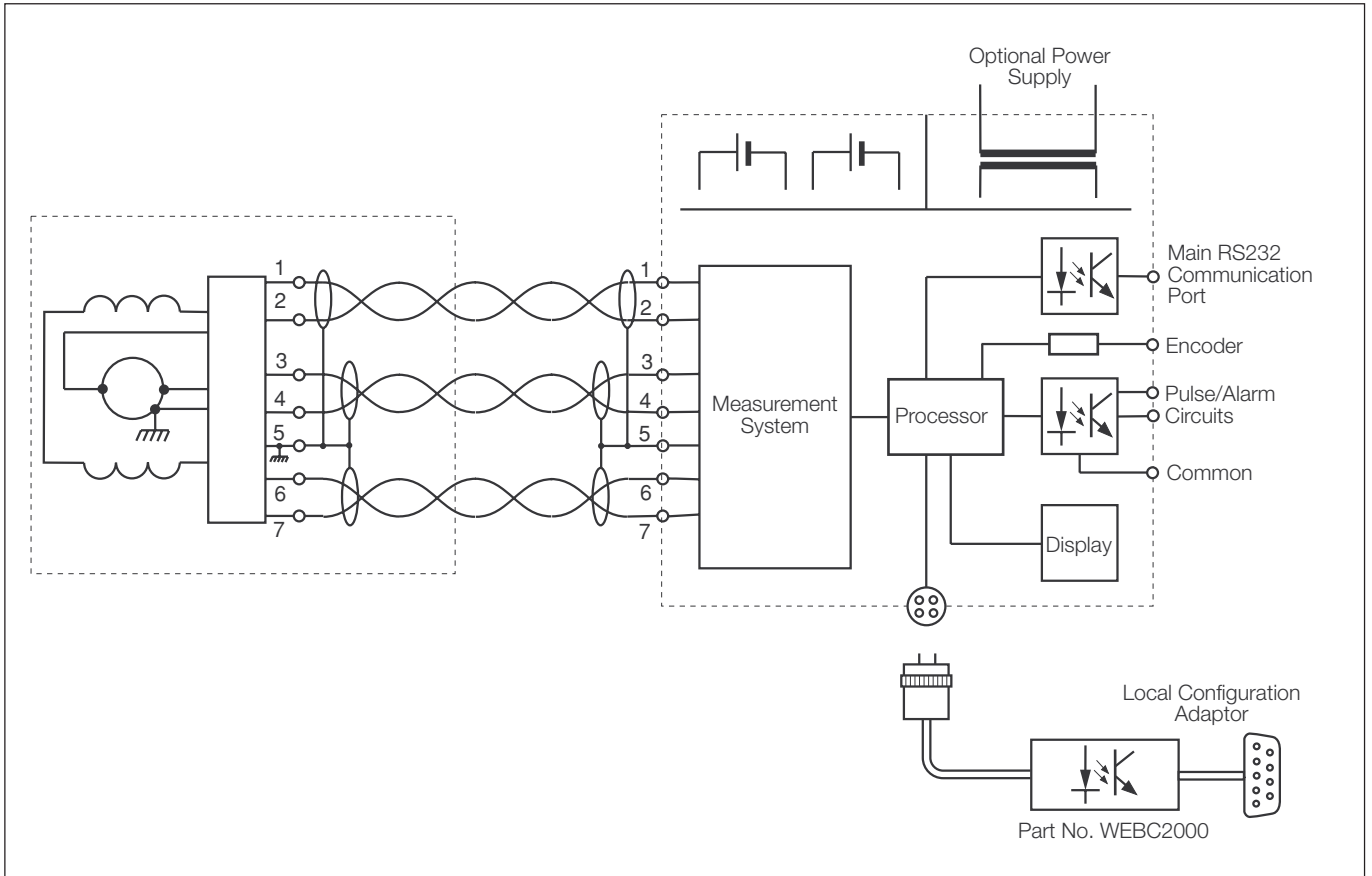 Optional Power
Supply
1
2
3
4
5
6
7
1
2
3
4
5
6
7
Measurement
System
Processor
Display
Main RS232
Communication
Port
Encoder
Pulse/Alarm
Circuits
Common
Local Configuration
Adaptor
Part No. WEBC2000